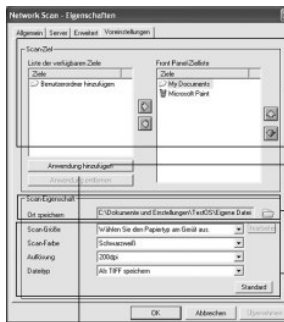 Network Scan - Eigenschaften
Allgemein Server Erweitert Voreinstellungen
Scan-Ziel
Liste der verfügbaren Ziele
Front Panel-Zielliste
Ziele
Ziele
Benutzerordner hinzufügen
My Documents
Microsoft Paint
Anwendung hinzufügen
Anwendung entfernen
Scan-Eigenschaft
Ort speichern
C:\Dokumente und Einstellungen\TestOS\Eigene Datei
Scan-Größe
Wählen Sie den Papiertyp am Gerät aus.
Scan-Farbe
Schwarzweiß
Auflösung
200dpi
Dateityp
Als TIFF speichern
Standard
OK
Abbrechen
Übernehmen